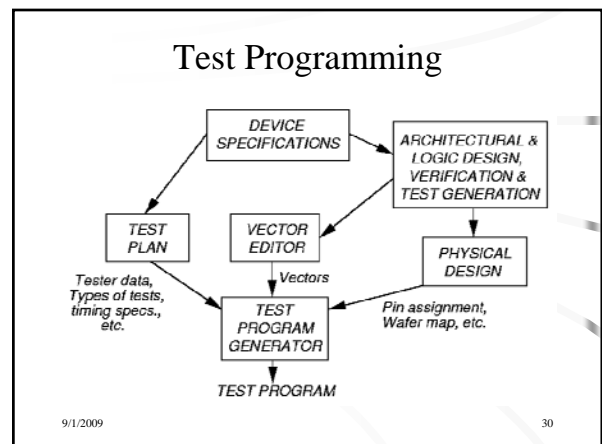 Test Programming
DEVICE
SPECIFICATIONS
ARCHITECTURAL &
LOGIC DESIGN,
VERIFICATION &
TEST GENERATION
TEST
PLAN
VECTOR
EDITOR
PHYSICAL
DESIGN
Tester data,
Types of tests,
timing specs.,
etc.
Vectors
Pin assignment,
Wafer map, etc.
TEST
PROGRAM
GENERATOR
TEST PROGRAM
9/1/2009
30